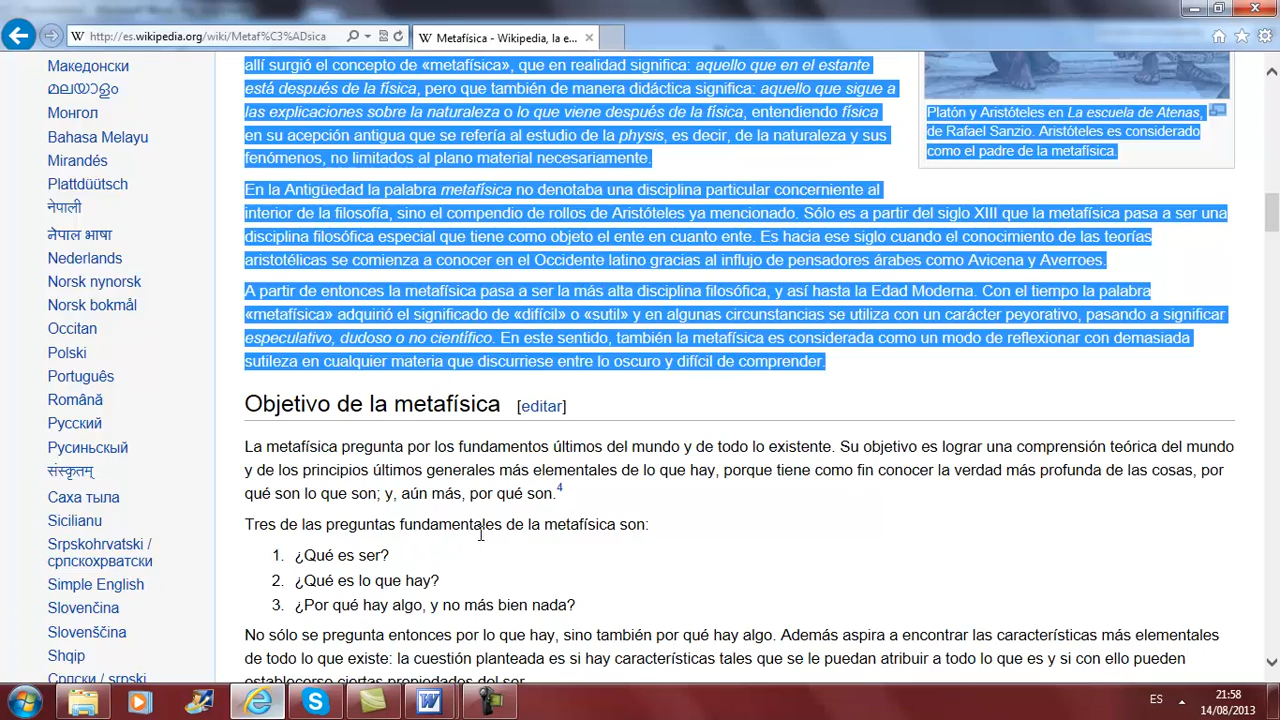 http://es.wikipedia.org/wiki/Metaf%C3%ADsica
Metafísica - Wikipedia, la e...
Македонски
മലയാളം
Монгол
Bahasa Melayu
Mirandés
Plattdüütsch
नेपाली
नेपाल भाषा
Nederlands
Norsk nynorsk
Norsk bokmål
Occitan
Polski
Português
Română
Русский
Русиньскый
संस्कृतम्
Саха тыла
Sicilianu
Srpskohrvatski /
српскохрватски
Simple English
Slovenčina
Slovenščina
Shqip
Српски / srpski
allí surgió el concepto de «metafísica», que en realidad significa: aquello que en el estante
está después de la física, pero que también de manera didáctica significa: aquello que sigue a
las explicaciones sobre la naturaleza o lo que viene después de la física, entendiendo física
en su acepción antigua que se refería al estudio de la physis, es decir, de la naturaleza y sus
fenómenos, no limitados al plano material necesariamente.
Platón y Aristóteles en La escuela de Atenas,
de Rafael Sanzio. Aristóteles es considerado
como el padre de la metafísica.
En la Antigüedad la palabra metafísica no denotaba una disciplina particular concerniente al
interior de la filosofía, sino el compendio de rollos de Aristóteles ya mencionado. Sólo es a partir del siglo XIII que la metafísica pasa a ser una
disciplina filosófica especial que tiene como objeto el ente en cuanto ente. Es hacia ese siglo cuando el conocimiento de las teorías
aristotélicas se comienza a conocer en el Occidente latino gracias al influjo de pensadores árabes como Avicena y Averroes.
A partir de entonces la metafísica pasa a ser la más alta disciplina filosófica, y así hasta la Edad Moderna. Con el tiempo la palabra
«metafísica» adquirió el significado de «difícil» o «sutil» y en algunas circunstancias se utiliza con un carácter peyorativo, pasando a significar
especulativo, dudoso o no científico. En este sentido, también la metafísica es considerada como un modo de reflexionar con demasiada
sutileza en cualquier materia que discurriese entre lo oscuro y difícil de comprender.
Objetivo de la metafísica [editar]
La metafísica pregunta por los fundamentos últimos del mundo y de todo lo existente. Su objetivo es lograr una comprensión teórica del mundo
y de los principios últimos generales más elementales de lo que hay, porque tiene como fin conocer la verdad más profunda de las cosas, por
qué son lo que son; y, aún más, por qué son.4
Tres de las preguntas fundamentales de la metafísica son:
1. ¿Qué es ser?
2. ¿Qué es lo que hay?
3. ¿Por qué hay algo, y no más bien nada?
No sólo se pregunta entonces por lo que hay, sino también por qué hay algo. Además aspira a encontrar las características más elementales
de todo lo que existe: la cuestión planteada es si hay características tales que se le puedan atribuir a todo lo que es y si con ello pueden
establecerse ciertas propiedades del ser.
ES
21:58
14/08/2013